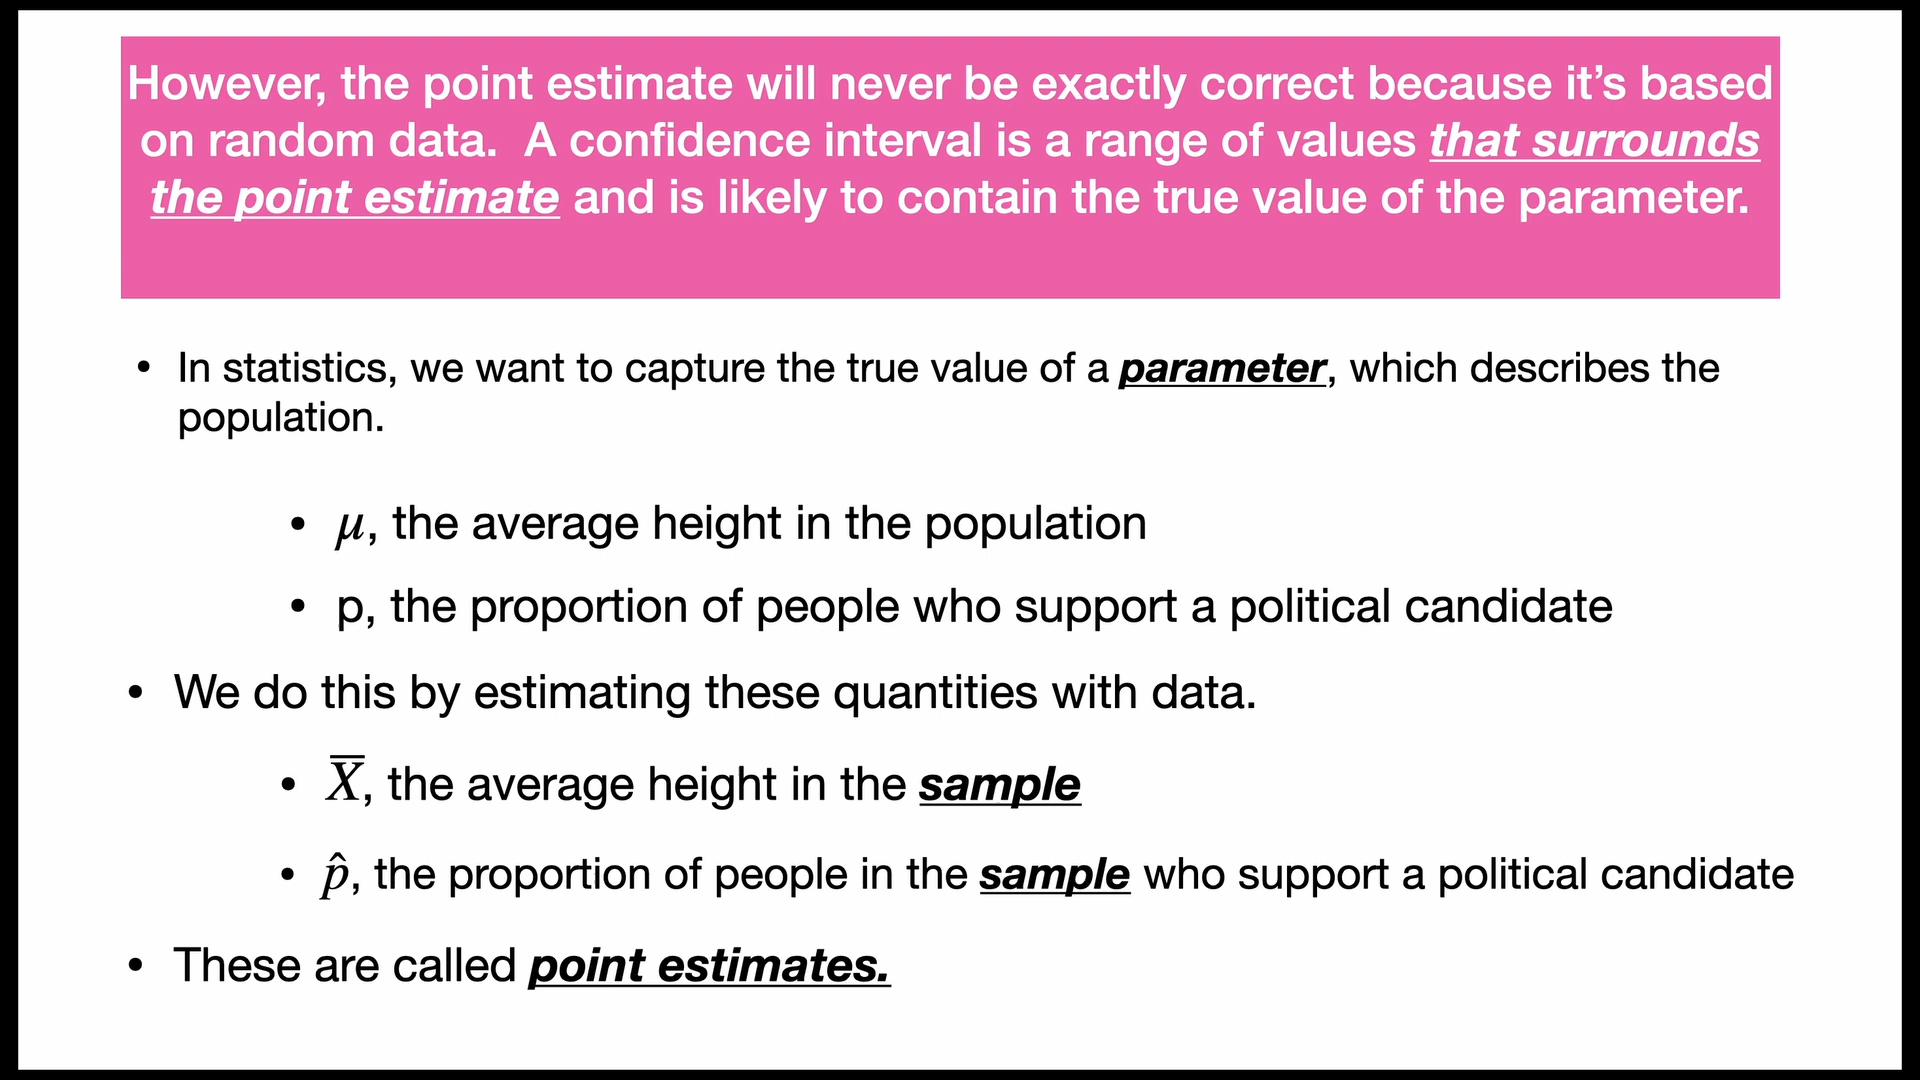 However, the point estimate will never be exactly correct because it’s based
on random data.  A confidence interval is a range of values that surrounds
the point estimate and is likely to contain the true value of the parameter.
• In statistics, we want to capture the true value of a parameter, which describes the
population.
• μ, the average height in the population
• p, the proportion of people who support a political candidate
• We do this by estimating these quantities with data.
• X̅, the average height in the sample
• p̂, the proportion of people in the sample who support a political candidate
• These are called point estimates.